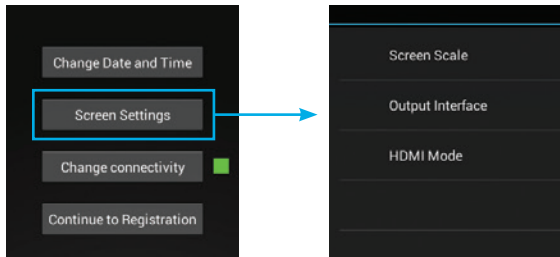 Change Date and Time
Screen Settings
Change connectivity
Continue to Registration
Screen Scale
Output Interface
HDMI Mode